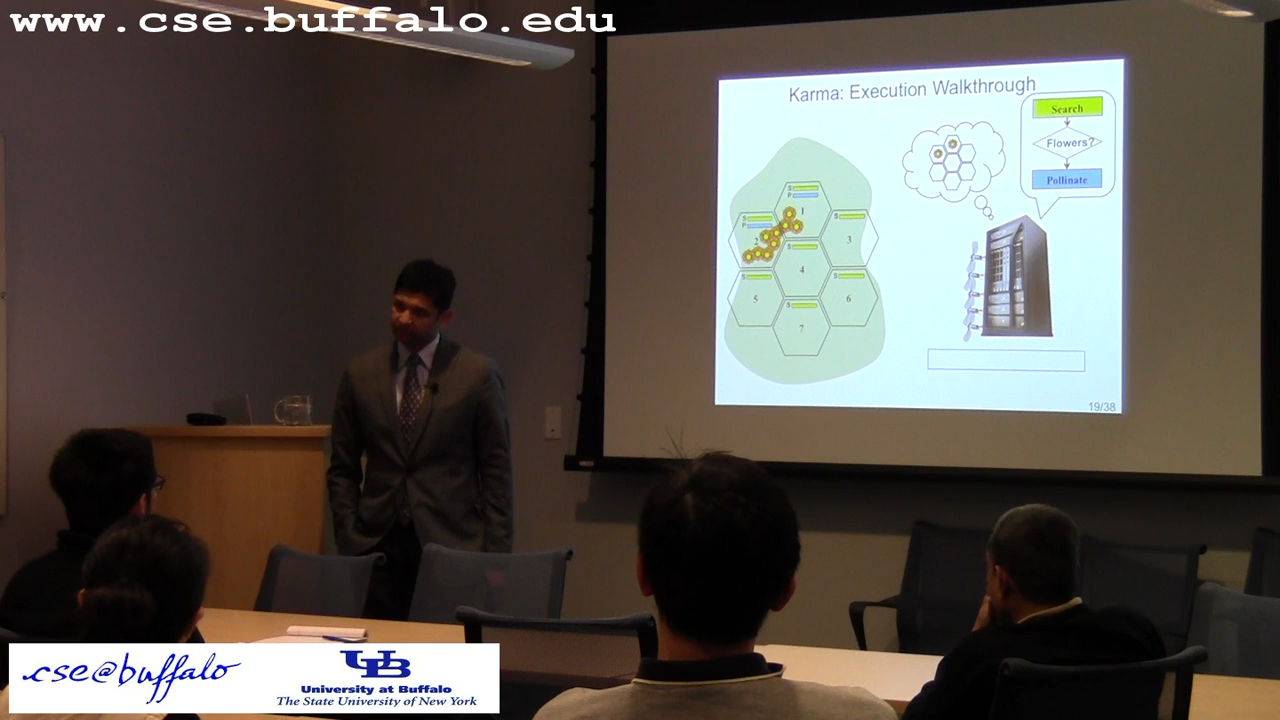 www.cse.buffalo.edu
Karma: Execution Walkthrough
Search
Flowers?
Pollinate
S
P
1
S
P
2
S
3
S
4
S
5
S
6
S
7
19/38
cse@buffalo
UB
University at Buffalo
The State University of New York